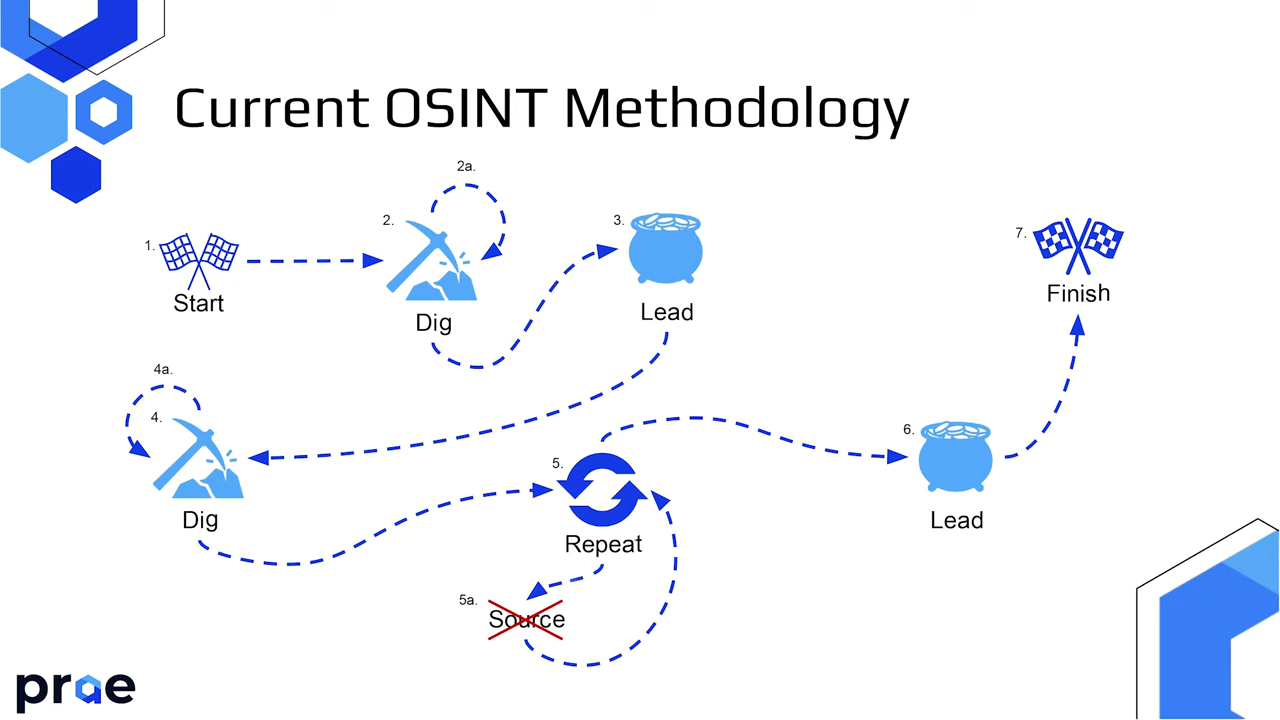 Current OSINT Methodology
1.
Start
2.
2a.
Dig
3.
Lead
4.
4a.
Dig
5.
Repeat
5a.
Source
6.
Lead
7.
Finish
prae